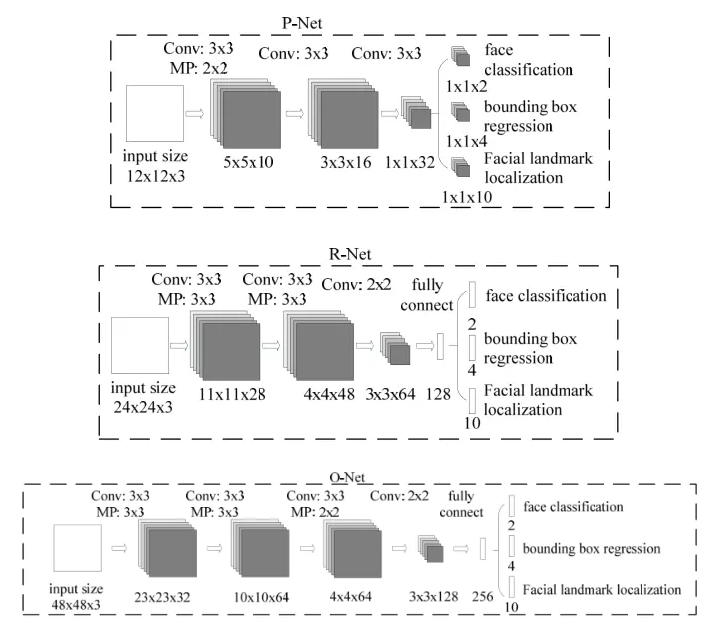 P-Net
Conv: 3x3 Conv: 3x3 Conv: 3x3
MP: 2x2
face
classification
1x1x2
bounding box
regression
1x1x4
Facial landmark
localization
1x1x10
input size
12x12x3
5x5x10
3x3x16
1x1x32
R-Net
Conv: 3x3 Conv: 3x3 Conv: 2x2 fully
MP: 3x3 MP: 3x3 connect
face classification
2
bounding box
regression
4
Facial landmark
localization
10
input size
24x24x3
11x11x28
4x4x48
3x3x64
128
O-Net
Conv: 3x3 Conv: 3x3 Conv: 3x3 Conv: 2x2 fully
MP: 3x3 MP: 3x3 MP: 2x2 connect
face classification
2
bounding box regression
4
Facial landmark localization
10
input size
48x48x3
23x23x32
10x10x64
4x4x64
3x3x128
256